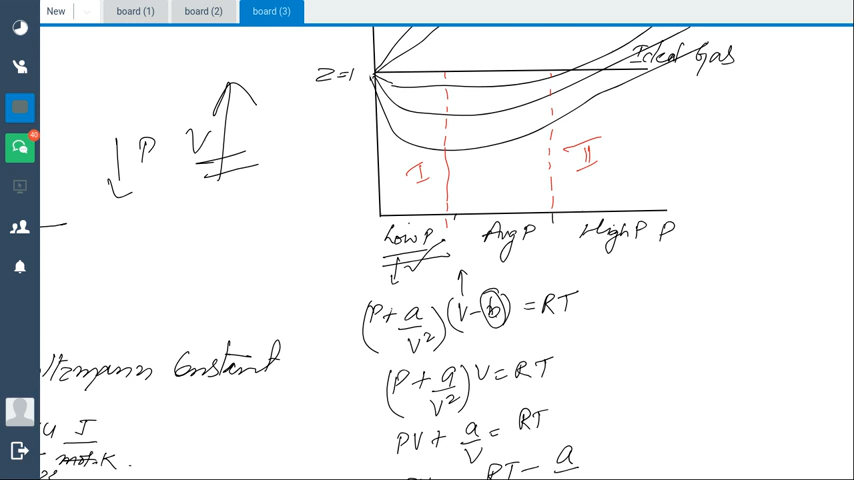 New
board (1)
board (2)
board (3)
40
Z=1
Ideal Gas
P
V
I
II
Low P
Avg P
High P P
(P + a/V²)(V - b) = RT
(P + a/V²) V = RT
PV + a/V = RT
RT - a
ltzmann Constant
J
mol.K.